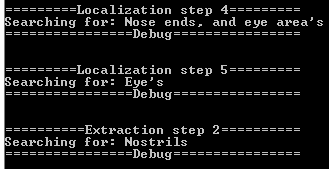 =========Localization step 4==========
Searching for: Nose ends, and eye area's
================Debug================
=========Localization step 5==========
Searching for: Eye's
================Debug================
==========Extraction step 2==========
Searching for: Nostrils
================Debug================